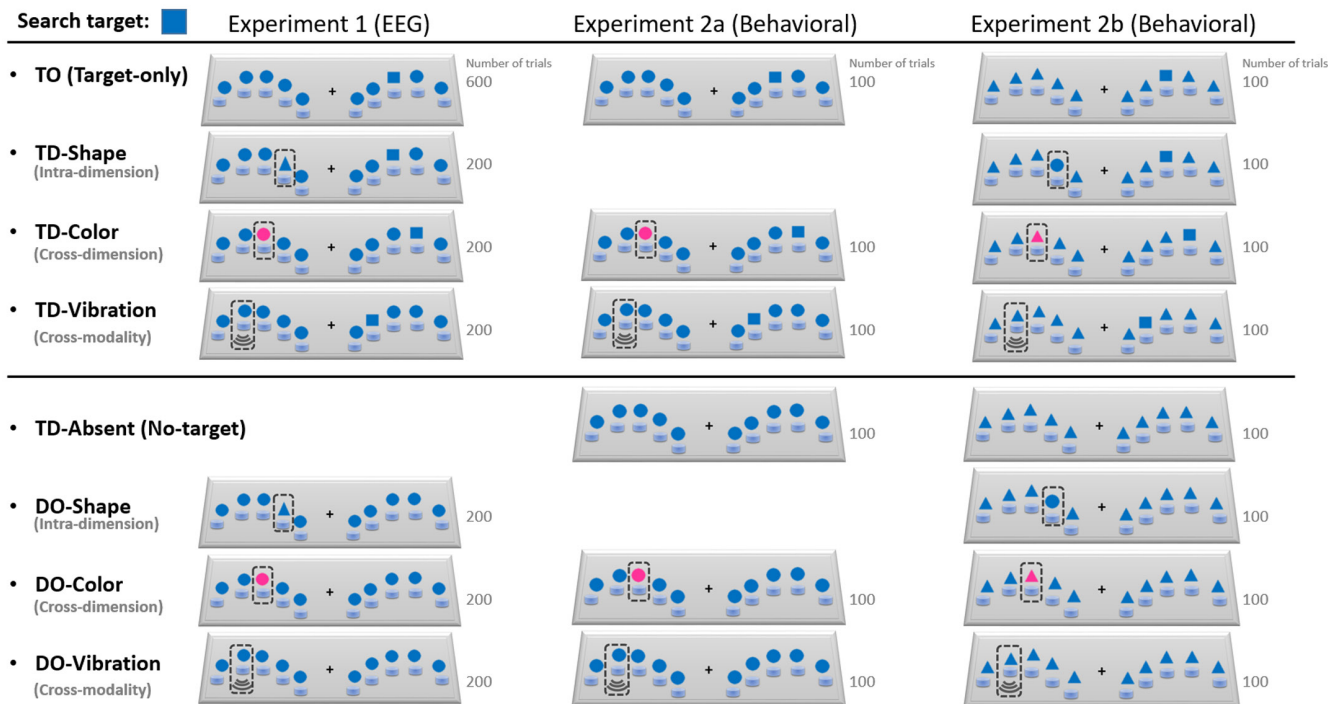 Search target:
Experiment 1 (EEG)
Experiment 2a (Behavioral)
Experiment 2b (Behavioral)
Number of trials
Number of trials
Number of trials
• TO (Target-only)
+
600
+
100
+
100
• TD-Shape
(Intra-dimension)
+
200
+
100
• TD-Color
(Cross-dimension)
+
200
+
100
+
100
• TD-Vibration
(Cross-modality)
+
200
+
100
+
100
• TD-Absent (No-target)
+
100
+
100
• DO-Shape
(Intra-dimension)
+
200
+
100
• DO-Color
(Cross-dimension)
+
200
+
100
+
100
• DO-Vibration
(Cross-modality)
+
200
+
100
+
100